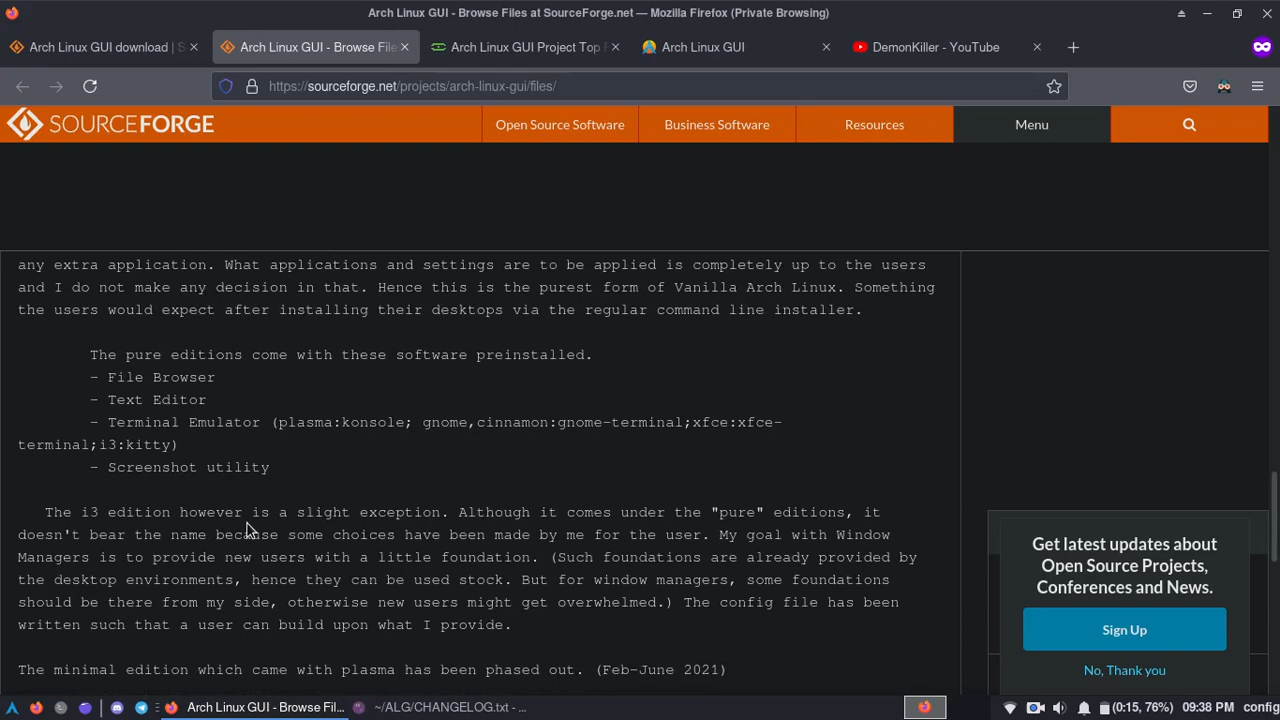 Arch Linux GUI - Browse Files at SourceForge.net — Mozilla Firefox (Private Browsing)
Arch Linux GUI download | S
Arch Linux GUI - Browse File
Arch Linux GUI Project Top F
Arch Linux GUI
DemonKiller - YouTube
https://sourceforge.net/projects/arch-linux-gui/files/
SOURCEFORGE
Open Source Software
Business Software
Resources
Menu
any extra application. What applications and settings are to be applied is completely up to the users
and I do not make any decision in that. Hence this is the purest form of Vanilla Arch Linux. Something
the users would expect after installing their desktops via the regular command line installer.
The pure editions come with these software preinstalled.
- File Browser
- Text Editor
- Terminal Emulator (plasma:konsole; gnome,cinnamon:gnome-terminal;xfce:xfce-
terminal;i3:kitty)
- Screenshot utility
The i3 edition however is a slight exception. Although it comes under the "pure" editions, it
doesn't bear the name because some choices have been made by me for the user. My goal with Window
Managers is to provide new users with a little foundation. (Such foundations are already provided by
the desktop environments, hence they can be used stock. But for window managers, some foundations
should be there from my side, otherwise new users might get overwhelmed.) The config file has been
written such that a user can build upon what I provide.
The minimal edition which came with plasma has been phased out. (Feb-June 2021)
Get latest updates about
Open Source Projects,
Conferences and News.
Sign Up
No, Thank you
Arch Linux GUI - Browse Fil...
~/ALG/CHANGELOG.txt - ...
(0:15, 76%)
09:38 PM
config